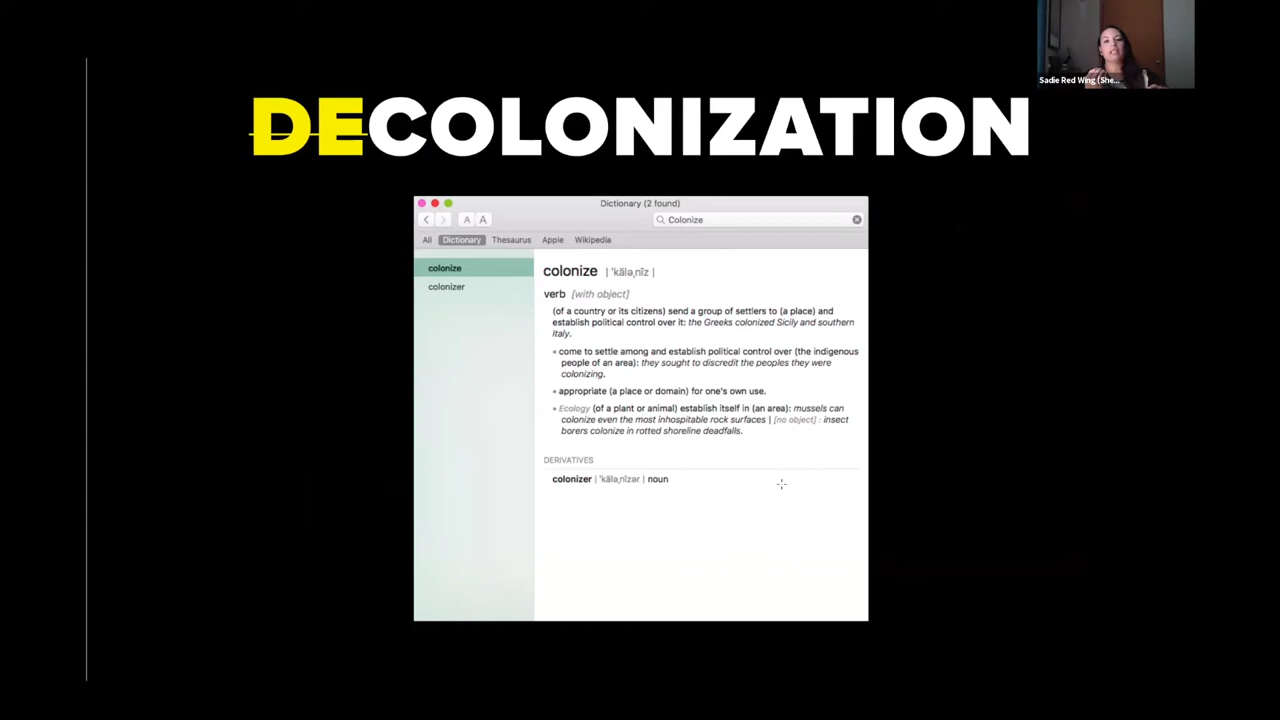 Sadie Red Wing (She...
DECOLONIZATION
Dictionary (2 found)
A A
Colonize
All Dictionary Thesaurus Apple Wikipedia
colonize
colonizer
colonize | ˈkäləˌnīz |
verb [with object]
(of a country or its citizens) send a group of settlers to (a place) and
establish political control over it: the Greeks colonized Sicily and southern
Italy.
• come to settle among and establish political control over (the indigenous
people of an area): they sought to discredit the peoples they were
colonizing.
• appropriate (a place or domain) for one's own use.
• Ecology (of a plant or animal) establish itself in (an area): mussels can
colonize even the most inhospitable rock surfaces | [no object] : insect
borers colonize in rotted shoreline deadfalls.
DERIVATIVES
colonizer | ˈkäləˌnīzər | noun